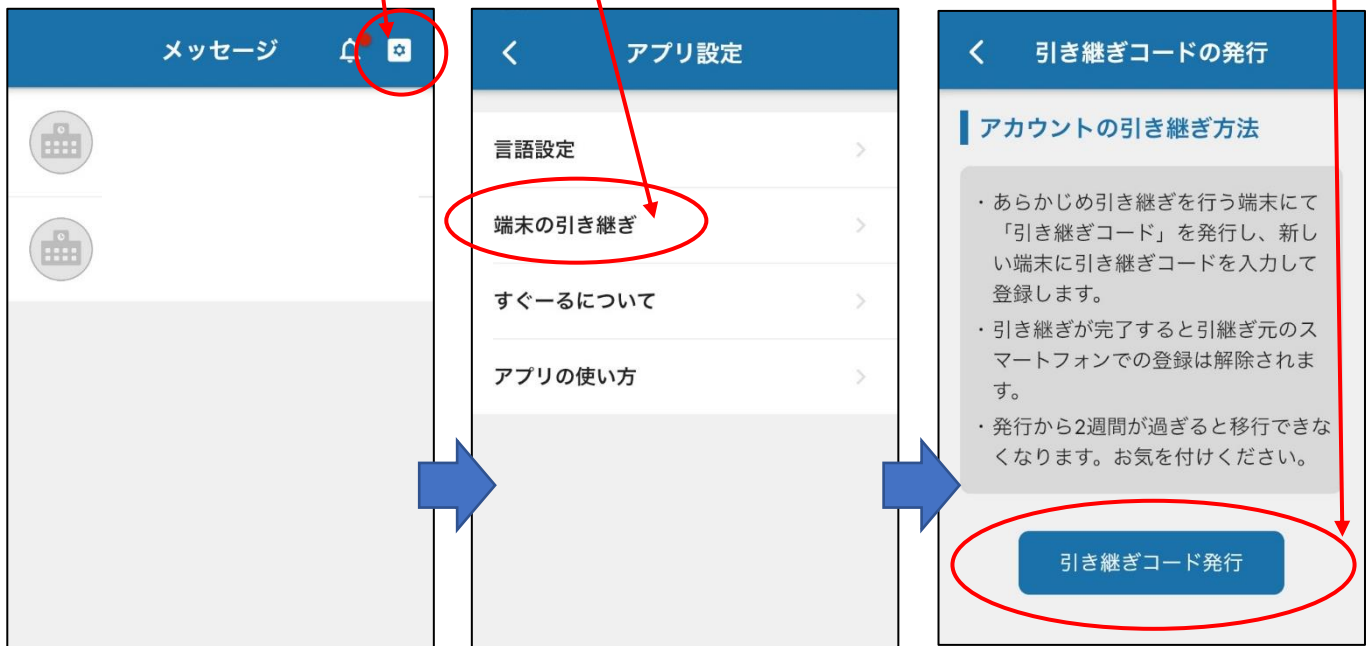 メッセージ
アプリ設定
言語設定
端末の引き継ぎ
すぐーるについて
アプリの使い方
引き継ぎコードの発行
アカウントの引き継ぎ方法
・あらかじめ引き継ぎを行う端末にて
「引き継ぎコード」を発行し、新し
い端末に引き継ぎコードを入力して
登録します。
・引き継ぎが完了すると引継ぎ元のス
マートフォンでの登録は解除されま
す。
・発行から2週間が過ぎると移行できな
くなります。お気を付けください。
引き継ぎコード発行